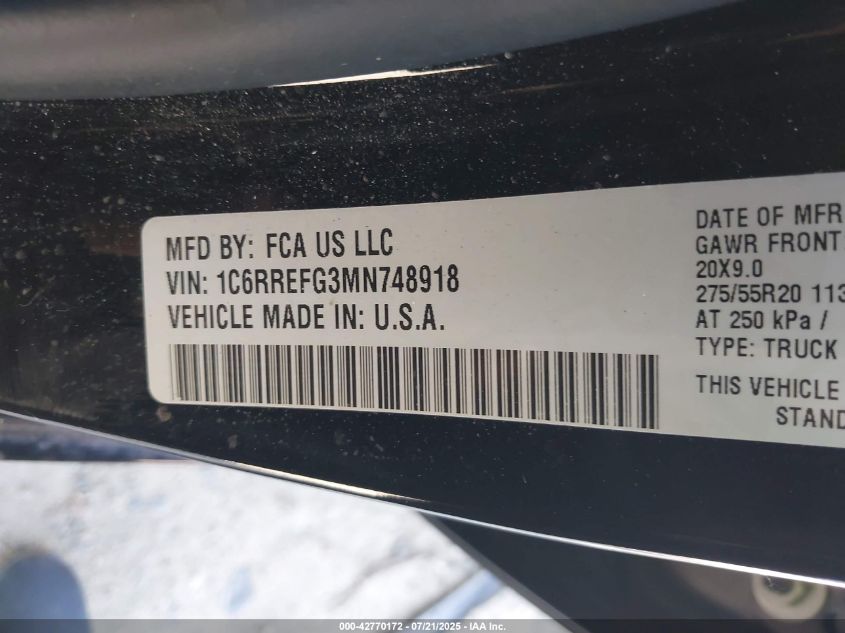 MFD BY: FCA US LLC
VIN: 1C6RREFG3MN748918
VEHICLE MADE IN: U.S.A.
DATE OF MFR
GAWR FRONT
20X9.0
275/55R20 113
AT 250 kPa /
TYPE: TRUCK
THIS VEHICLE
STAND
000-42770172 - 07/21/2025 - IAA Inc.